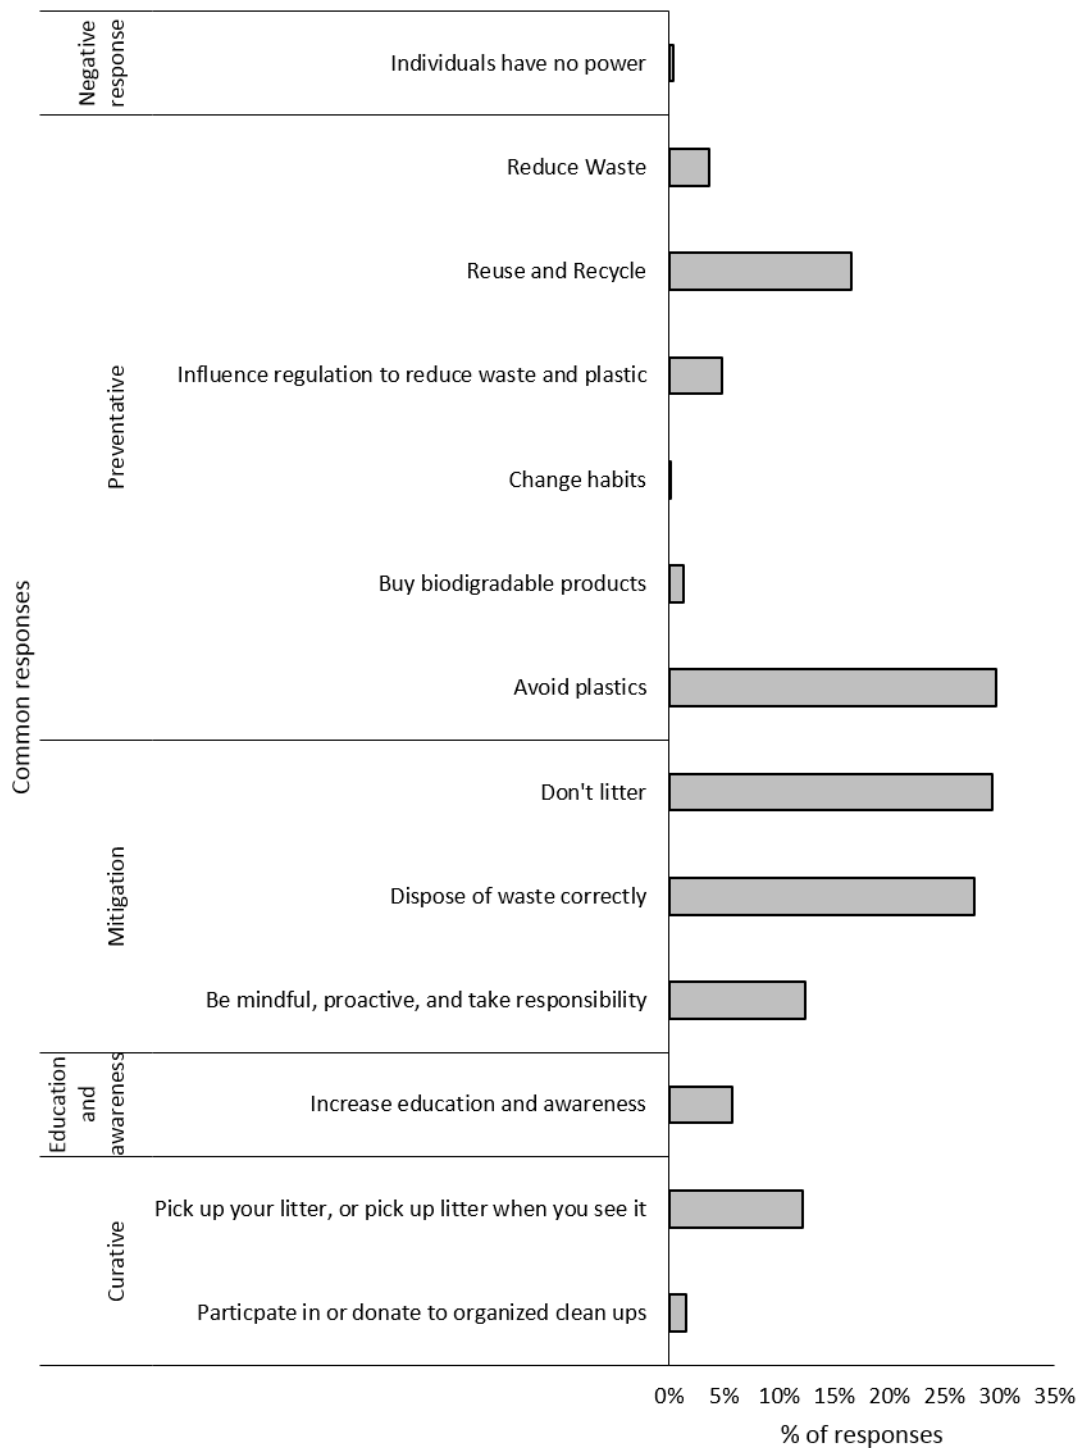 Common responses
Negative
response
Individuals have no power
Preventative
Reduce Waste
Reuse and Recycle
Influence regulation to reduce waste and plastic
Change habits
Buy biodigradable products
Avoid plastics
Mitigation
Don't litter
Dispose of waste correctly
Be mindful, proactive, and take responsibility
Education
and
awareness
Increase education and awareness
Curative
Pick up your litter, or pick up litter when you see it
Particpate in or donate to organized clean ups
0% 5% 10% 15% 20% 25% 30% 35%
% of responses